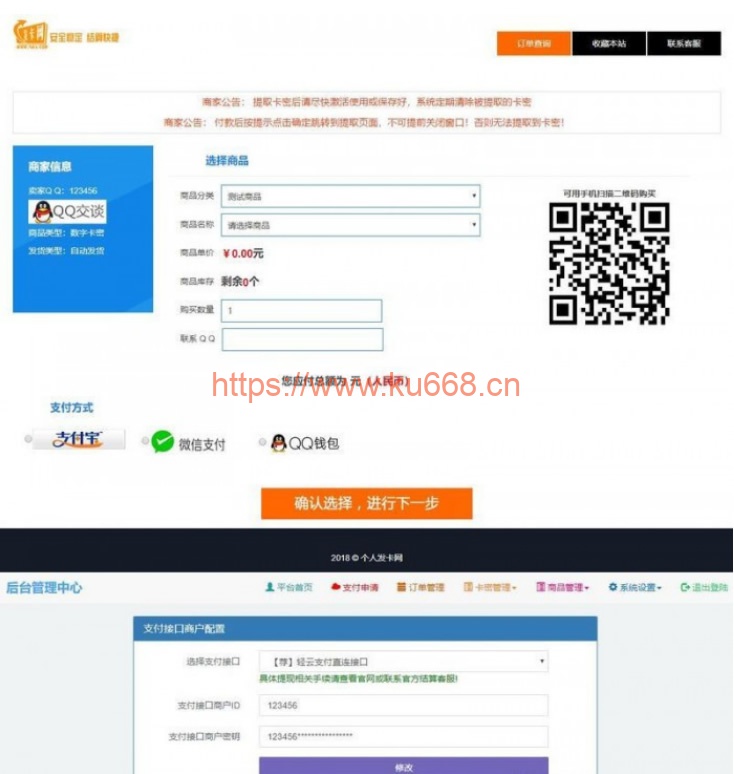 发卡网
安全稳定 结算快捷
订单查询 收藏本站 联系客服
商家公告： 提取卡密后请尽快激活使用或保存好，系统定期清除被提取的卡密
商家公告： 付款后按提示点击确定跳转到提取页面，不可提前关闭窗口！否则无法提取到卡密！
商家信息
卖家QQ：123456
QQ交谈
商品类型：数字卡密
发货类型：自动发货
选择商品
商品分类 测试商品
商品名称 请选择商品
商品单价 ￥0.00元
商品库存 剩余0个
购买数量 1
联系QQ
可用手机扫描二维码购买
您应付总额为 元（人民币）
https://www.ku668.cn
支付方式
支付宝 微信支付 QQ钱包
确认选择，进行下一步
2018 © 个人发卡网
后台管理中心 平台首页 支付申请 订单管理 卡密管理 商品管理 系统设置 退出登陆
支付接口商户配置
选择支付接口 【荐】轻云支付直连接口
具体提现相关手续请查看官网或联系官方结算客服!
支付接口商户ID 123456
支付接口商户密钥 123456****************
修改